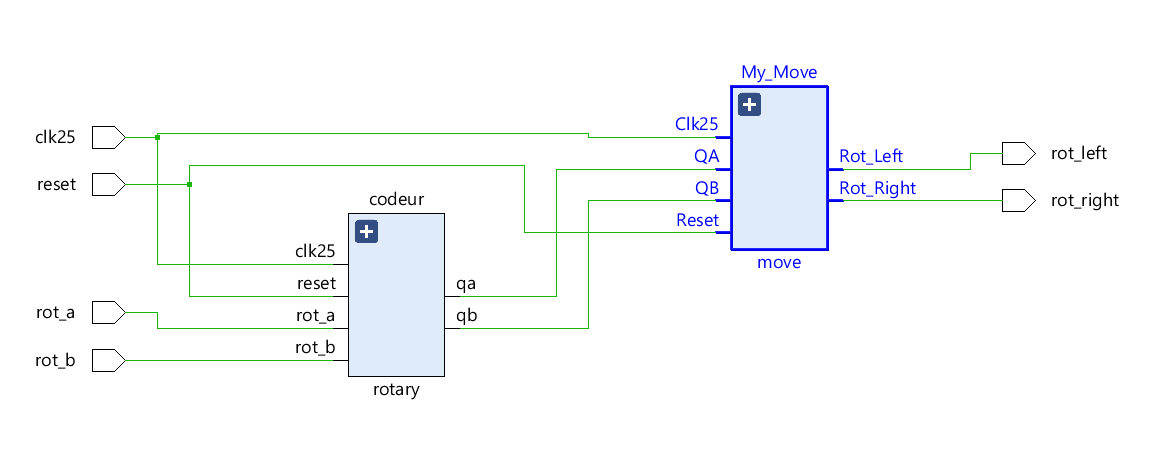 My_Move
clk25
Clk25
QA
Rot_Left
rot_left
reset
QB
Rot_Right
rot_right
codeur
Reset
clk25
move
reset
qa
rot_a
rot_a
qb
rot_b
rot_b
rotary